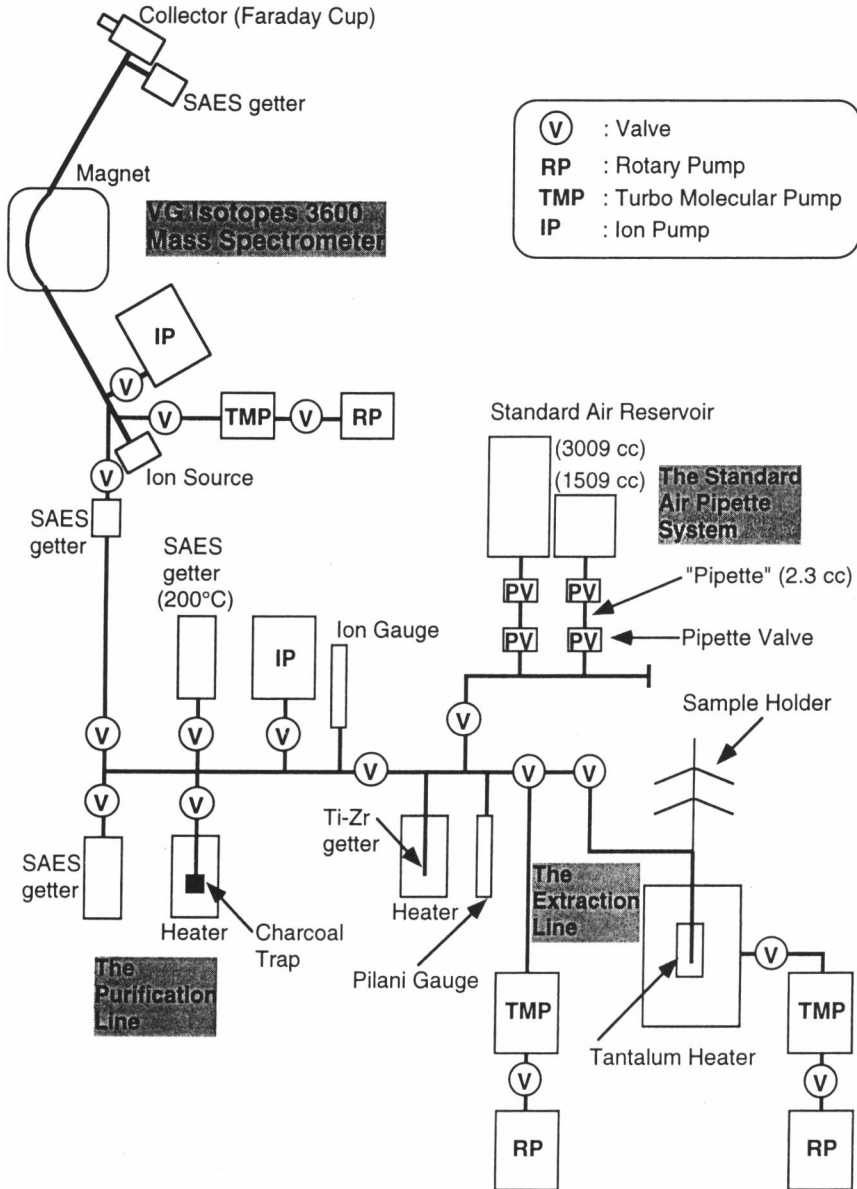 Collector (Faraday Cup)
SAES getter
V : Valve
RP : Rotary Pump
TMP : Turbo Molecular Pump
IP : Ion Pump
Magnet
VG Isotopes 3600
Mass Spectrometer
IP
V
V
TMP
V
RP
Ion Source
V
SAES
getter
Standard Air Reservoir
(3009 cc)
(1509 cc)
The Standard
Air Pipette
System
SAES
getter
(200°C)
PV
PV
"Pipette" (2.3 cc)
IP
Ion Gauge
PV
PV
Pipette Valve
Sample Holder
V
V
V
V
V
V
V
V
V
Ti-Zr
getter
SAES
getter
Heater
Charcoal
Trap
Heater
The
Extraction
Line
Pilani Gauge
The
Purification
Line
V
TMP
Tantalum Heater
TMP
V
V
RP
RP